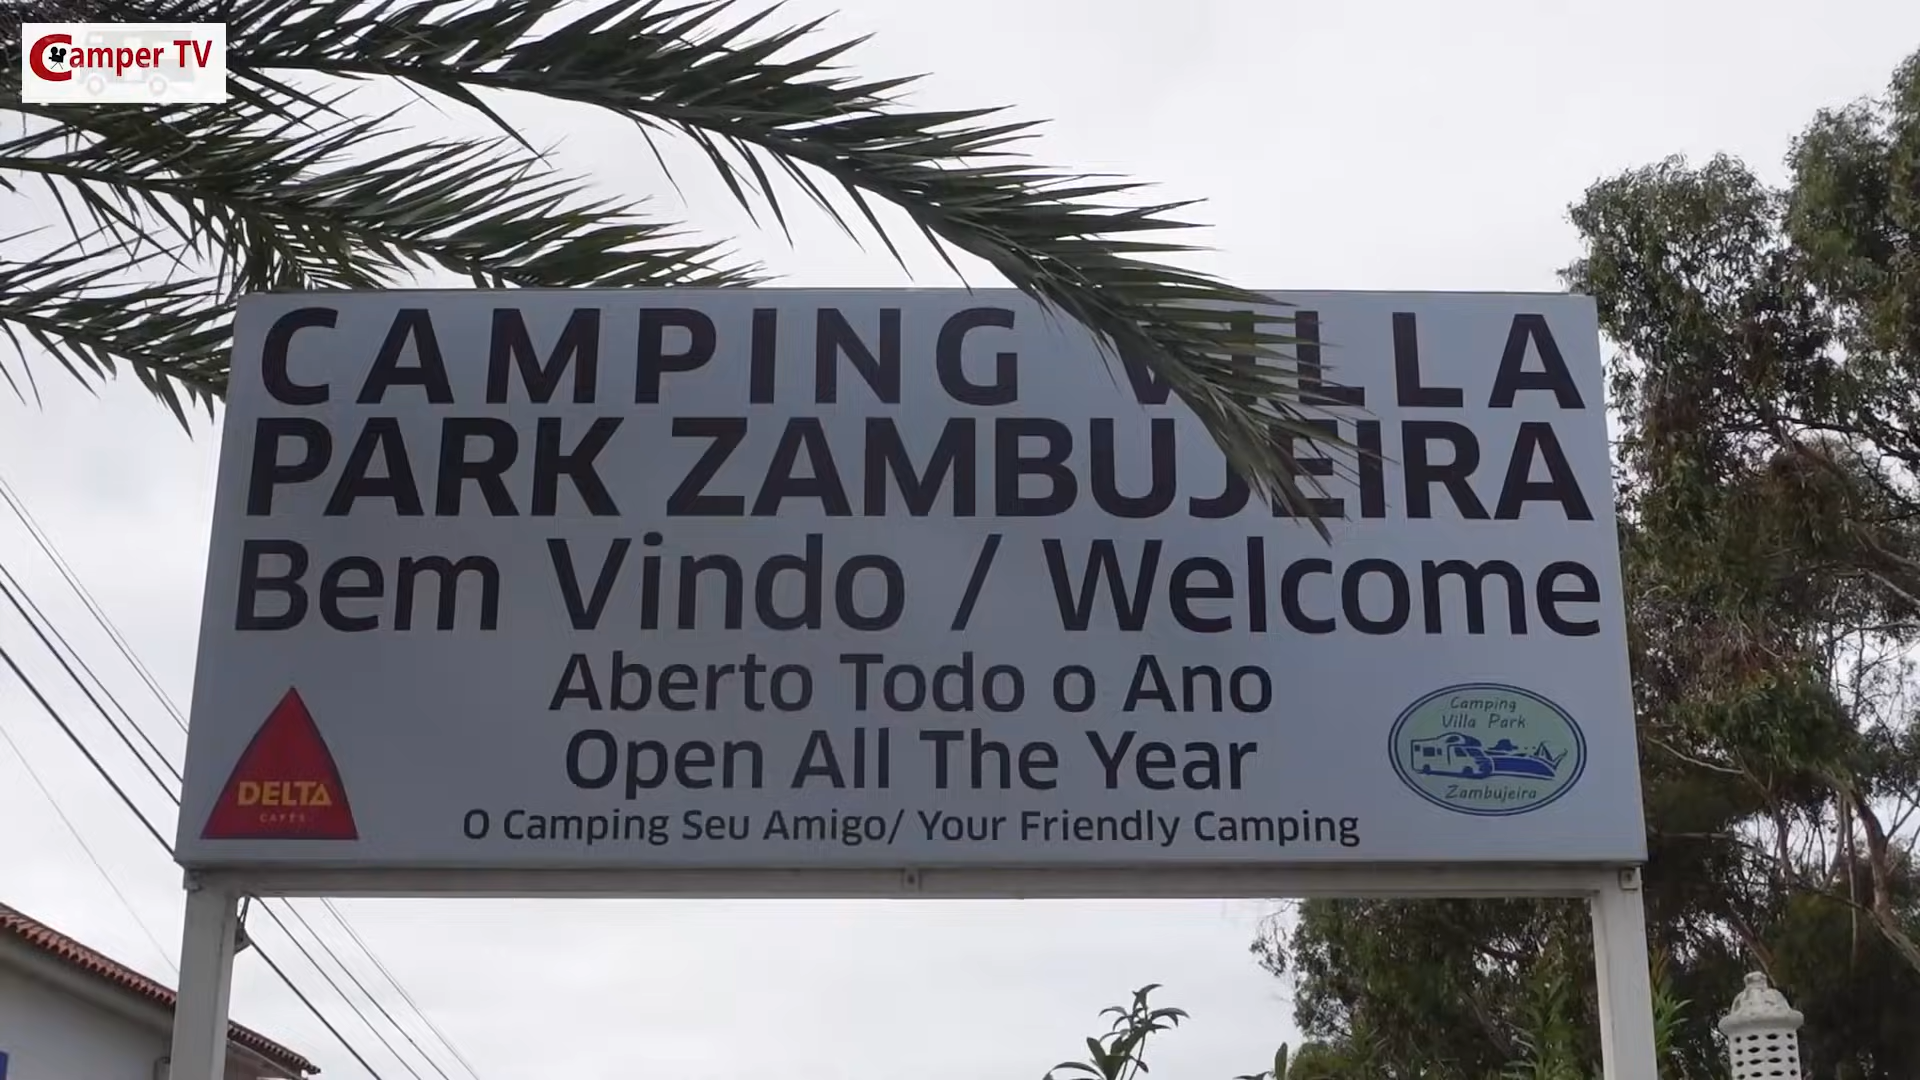 Camper TV
CAMPING VILLA
PARK ZAMBUJEIRA
Bem Vindo / Welcome
Aberto Todo o Ano
Open All The Year
O Camping Seu Amigo/ Your Friendly Camping
DELTA
CAFÉS
Camping
Villa Park
Zambujeira